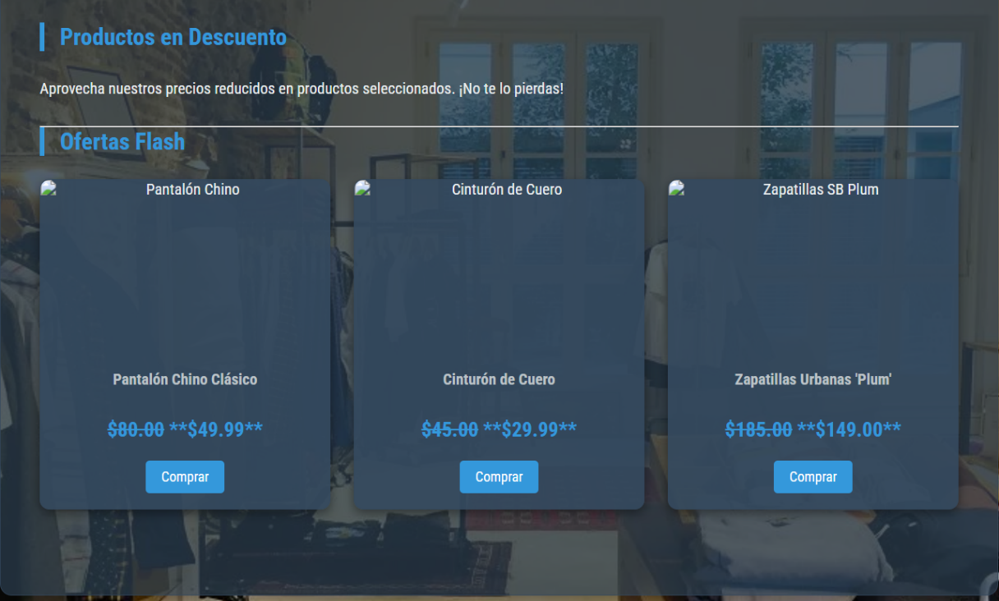 Productos en Descuento
Aprovecha nuestros precios reducidos en productos seleccionados. ¡No te lo pierdas!
Ofertas Flash
Pantalón Chino
Cinturón de Cuero
Zapatillas SB Plum
Pantalón Chino Clásico
Cinturón de Cuero
Zapatillas Urbanas 'Plum'
$80.00 **$49.99**
$45.00 **$29.99**
$185.00 **$149.00**
Comprar
Comprar
Comprar